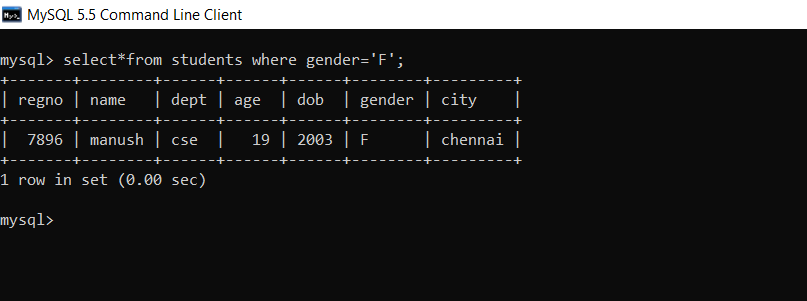 MySQL 5.5 Command Line Client
mysql> select*from students where gender='F';
+-------+--------+------+------+------+--------+---------+
| regno | name   | dept | age  | dob  | gender | city    |
+-------+--------+------+------+------+--------+---------+
|  7896 | manush | cse  |   19 | 2003 | F      | chennai |
+-------+--------+------+------+------+--------+---------+
1 row in set (0.00 sec)
mysql>